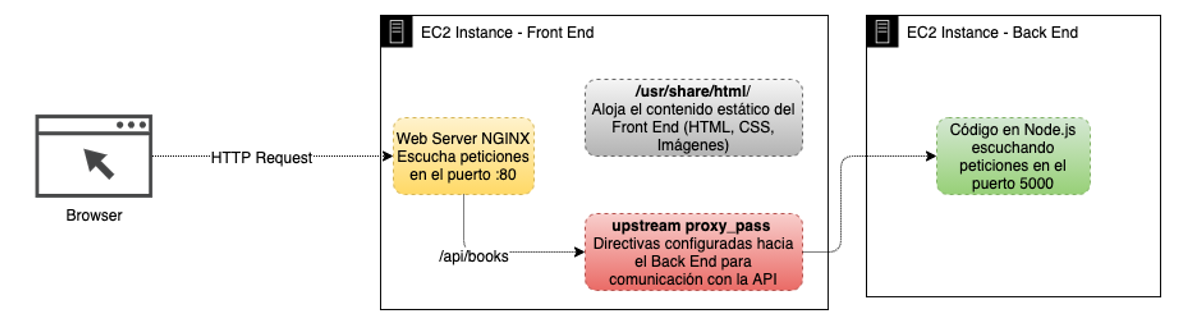 EC2 Instance - Front End
EC2 Instance - Back End
/usr/share/html/
Aloja el contenido estático del
Front End (HTML, CSS,
Imágenes)
Web Server NGINX
Escucha peticiones
en el puerto :80
Código en Node.js
escuchando
peticiones en el
puerto 5000
HTTP Request
Browser
upstream proxy_pass
Directivas configuradas hacia
el Back End para
comunicación con la API
/api/books